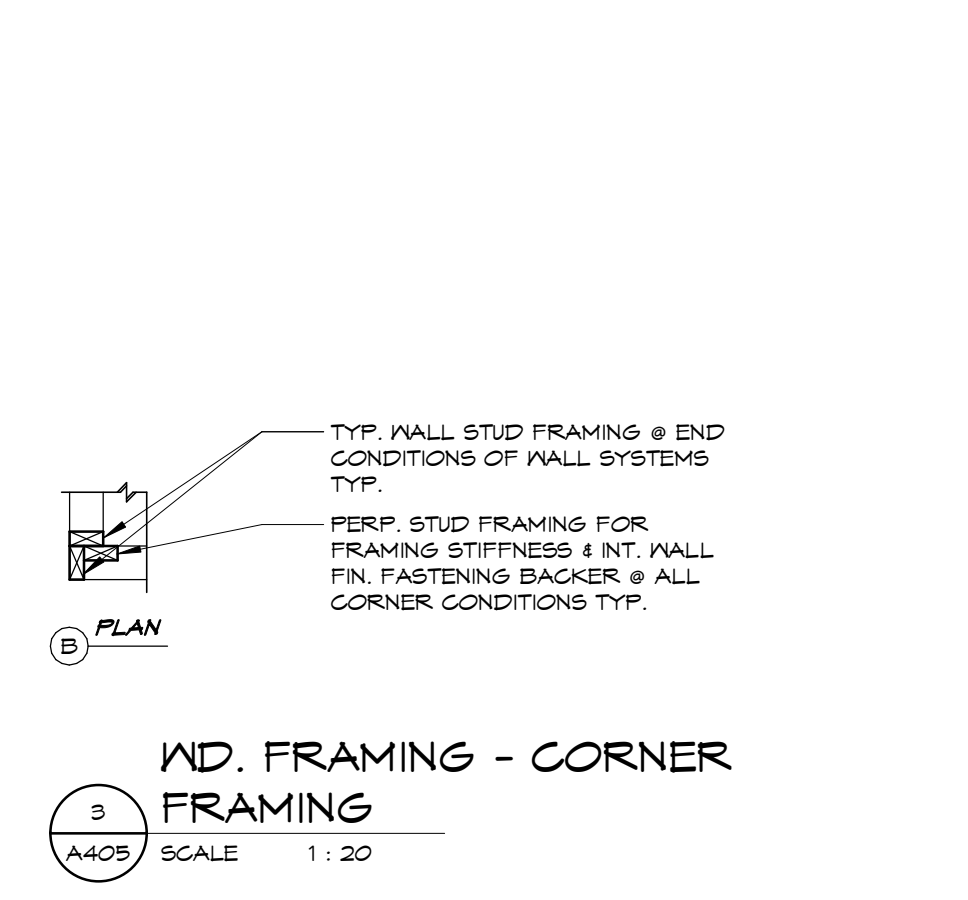 TYP. WALL STUD FRAMING @ END
CONDITIONS OF WALL SYSTEMS
TYP.
PERP. STUD FRAMING FOR
FRAMING STIFFNESS & INT. WALL
FIN. FASTENING BACKER @ ALL
CORNER CONDITIONS TYP.
PLAN
B
WD. FRAMING - CORNER
FRAMING
3
A405
SCALE 1 : 20